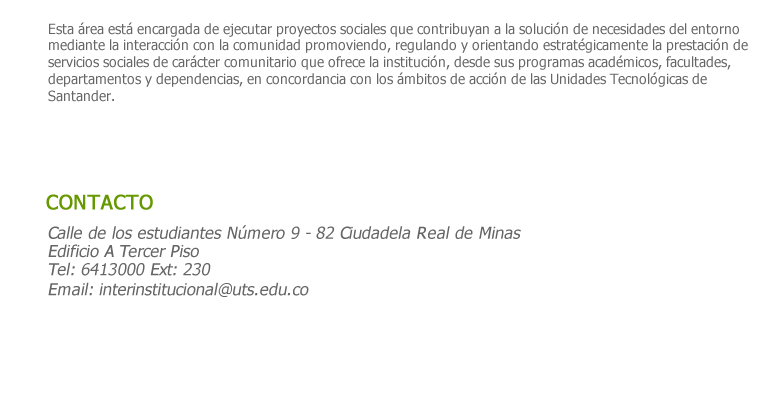 Esta área está encargada de ejecutar proyectos sociales que contribuyan a la solución de necesidades del entorno
mediante la interacción con la comunidad promoviendo, regulando y orientando estratégicamente la prestación de
servicios sociales de carácter comunitario que ofrece la institución, desde sus programas académicos, facultades,
departamentos y dependencias, en concordancia con los ámbitos de acción de las Unidades Tecnológicas de
Santander.
CONTACTO
Calle de los estudiantes Número 9 - 82 Ciudadela Real de Minas
Edificio A Tercer Piso
Tel: 6413000 Ext: 230
Email: interinstitucional@uts.edu.co